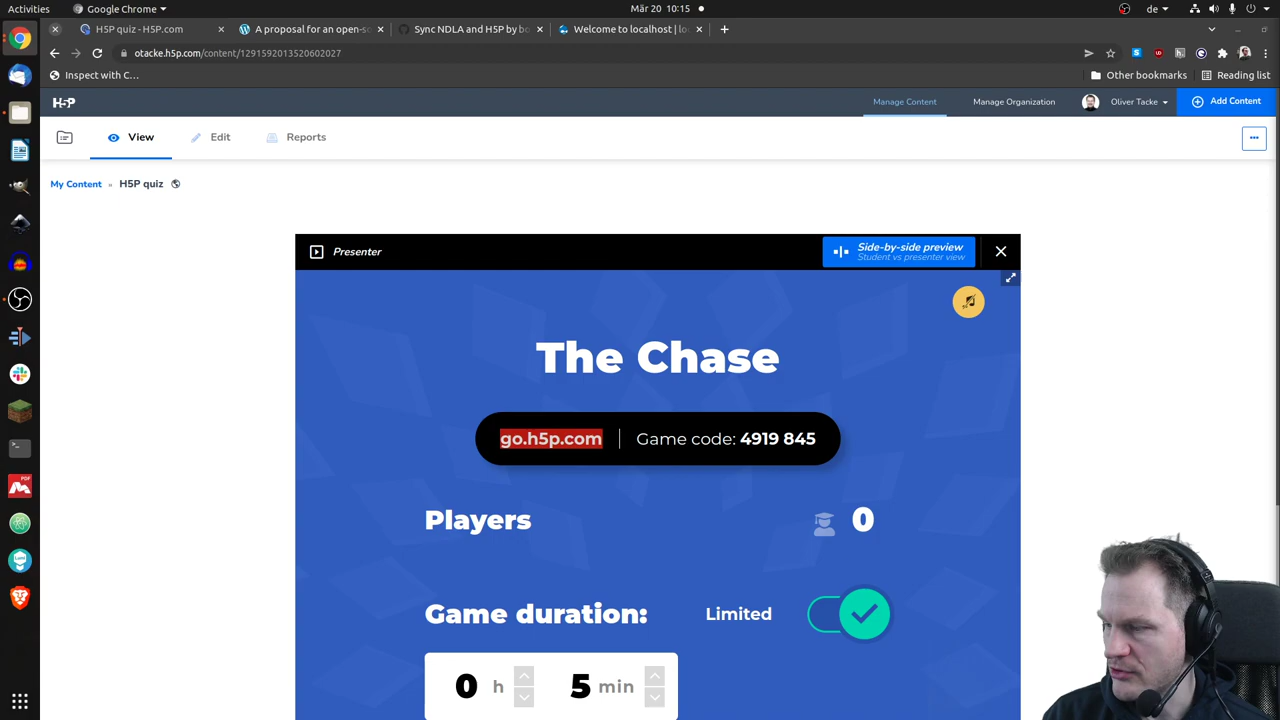 Activities
Google Chrome
Mär 20 10:15
de
H5P quiz - H5P.com
A proposal for an open-so
Sync NDLA and H5P by bo
Welcome to localhost | lo
otacke.h5p.com/content/1291592013520602027
Inspect with C...
Other bookmarks
Reading list
H5P
Manage Content
Manage Organization
Oliver Tacke
Add Content
View
Edit
Reports
My Content » H5P quiz
Presenter
Side-by-side preview
Student vs presenter view
The Chase
go.h5p.com | Game code: 4919 845
Players 0
Game duration: Limited
0 h 5 min